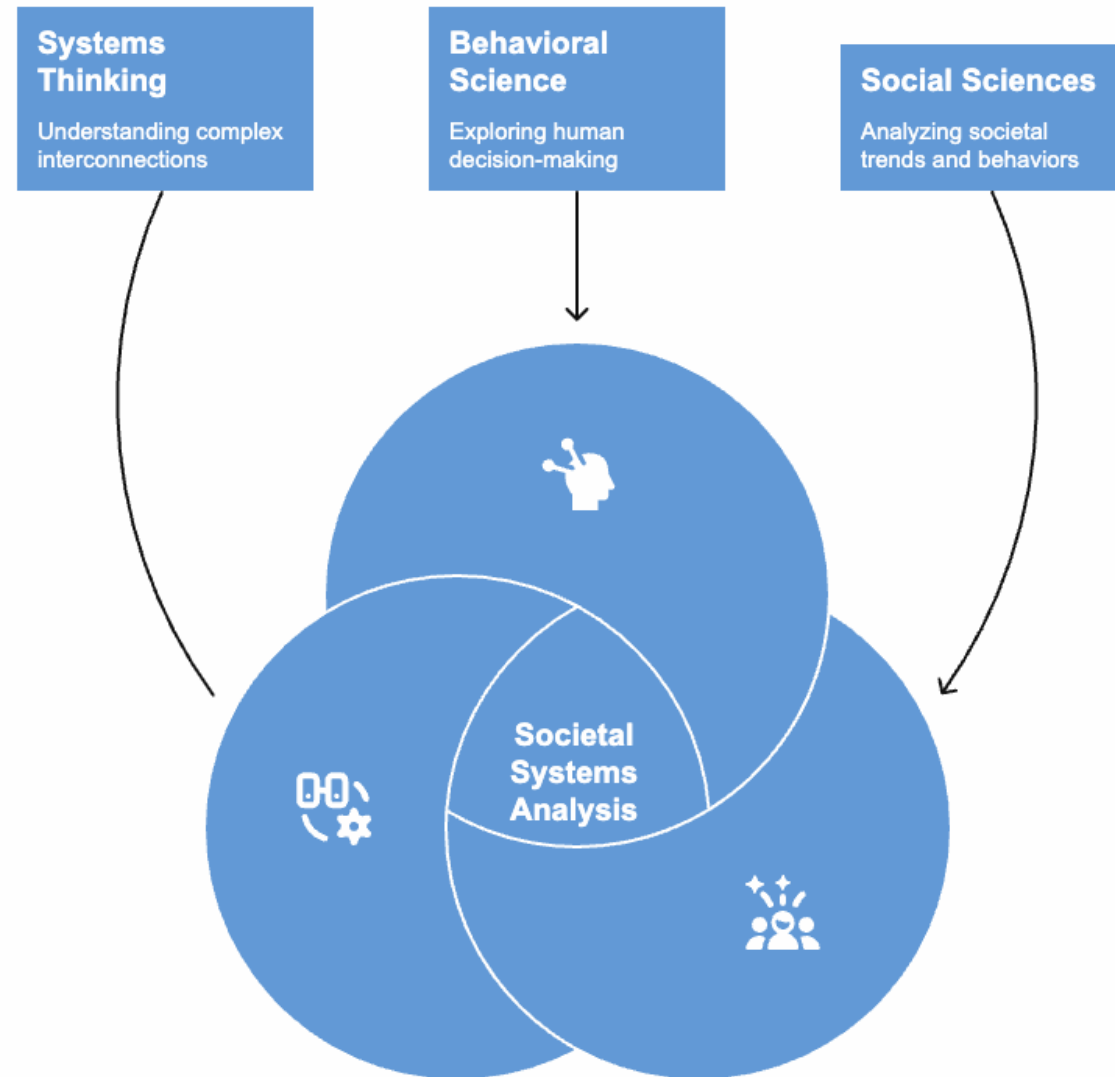 Systems
Thinking
Understanding complex
interconnections
Behavioral
Science
Exploring human
decision-making
Social Sciences
Analyzing societal
trends and behaviors
Societal
Systems
Analysis